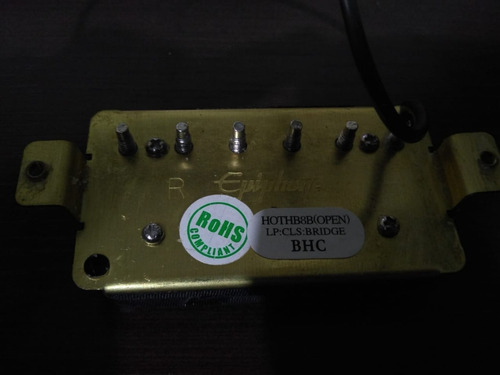 R Epiphone
RoHS
COMPLIANT
HOTHB8B(OPEN)
LP:CLS:BRIDGE
BHC